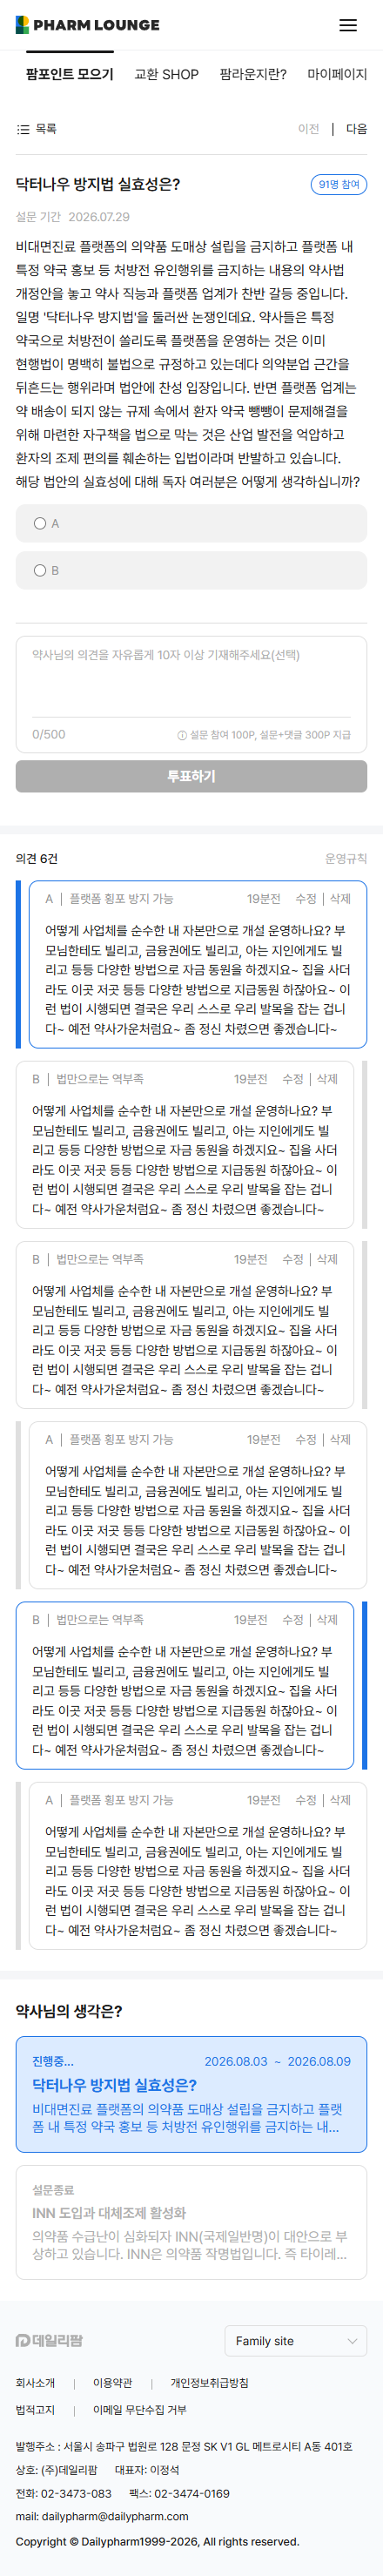 PHARM LOUNGE
팜포인트 모으기 교환 SHOP 팜라운지란? 마이페이지
목록 이전 | 다음
닥터나우 방지법 실효성은? 91명 참여
설문 기간 2026.07.29
비대면진료 플랫폼의 의약품 도매상 설립을 금지하고 플랫폼 내
특정 약국 홍보 등 처방전 유인행위를 금지하는 내용의 약사법
개정안을 놓고 약사 직능과 플랫폼 업계가 찬반 갈등 중입니다.
일명 '닥터나우 방지법'을 둘러싼 논쟁인데요. 약사들은 특정
약국으로 처방전이 쏠리도록 플랫폼을 운영하는 것은 이미
현행법이 명백히 불법으로 규정하고 있는데다 의약분업 근간을
뒤흔드는 행위라며 법안에 찬성 입장입니다. 반면 플랫폼 업계는
약 배송이 되지 않는 규제 속에서 환자 약국 뺑뺑이 문제해결을
위해 마련한 자구책을 법으로 막는 것은 산업 발전을 억압하고
환자의 조제 편의를 훼손하는 입법이라며 반발하고 있습니다.
해당 법안의 실효성에 대해 독자 여러분은 어떻게 생각하십니까?
A
B
약사님의 의견을 자유롭게 10자 이상 기재해주세요(선택)
0/500 설문 참여 100P, 설문+댓글 300P 지급
투표하기
의견 6건 운영규칙
A | 플랫폼 횡포 방지 가능 19분전 수정 | 삭제
어떻게 사업체를 순수한 내 자본만으로 개설 운영하나요? 부
모님한테도 빌리고, 금융권에도 빌리고, 아는 지인에게도 빌
리고 등등 다양한 방법으로 자금 동원을 하겠지요~ 집을 사더
라도 이곳 저곳 등등 다양한 방법으로 지급동원 하잖아요~ 이
런 법이 시행되면 결국은 우리 스스로 우리 발목을 잡는 겁니
다~ 예전 약사가운처럼요~ 좀 정신 차렸으면 좋겠습니다~
B | 법만으로는 역부족 19분전 수정 | 삭제
어떻게 사업체를 순수한 내 자본만으로 개설 운영하나요? 부
모님한테도 빌리고, 금융권에도 빌리고, 아는 지인에게도 빌
리고 등등 다양한 방법으로 자금 동원을 하겠지요~ 집을 사더
라도 이곳 저곳 등등 다양한 방법으로 지급동원 하잖아요~ 이
런 법이 시행되면 결국은 우리 스스로 우리 발목을 잡는 겁니
다~ 예전 약사가운처럼요~ 좀 정신 차렸으면 좋겠습니다~
B | 법만으로는 역부족 19분전 수정 | 삭제
어떻게 사업체를 순수한 내 자본만으로 개설 운영하나요? 부
모님한테도 빌리고, 금융권에도 빌리고, 아는 지인에게도 빌
리고 등등 다양한 방법으로 자금 동원을 하겠지요~ 집을 사더
라도 이곳 저곳 등등 다양한 방법으로 지급동원 하잖아요~ 이
런 법이 시행되면 결국은 우리 스스로 우리 발목을 잡는 겁니
다~ 예전 약사가운처럼요~ 좀 정신 차렸으면 좋겠습니다~
A | 플랫폼 횡포 방지 가능 19분전 수정 | 삭제
어떻게 사업체를 순수한 내 자본만으로 개설 운영하나요? 부
모님한테도 빌리고, 금융권에도 빌리고, 아는 지인에게도 빌
리고 등등 다양한 방법으로 자금 동원을 하겠지요~ 집을 사더
라도 이곳 저곳 등등 다양한 방법으로 지급동원 하잖아요~ 이
런 법이 시행되면 결국은 우리 스스로 우리 발목을 잡는 겁니
다~ 예전 약사가운처럼요~ 좀 정신 차렸으면 좋겠습니다~
B | 법만으로는 역부족 19분전 수정 | 삭제
어떻게 사업체를 순수한 내 자본만으로 개설 운영하나요? 부
모님한테도 빌리고, 금융권에도 빌리고, 아는 지인에게도 빌
리고 등등 다양한 방법으로 자금 동원을 하겠지요~ 집을 사더
라도 이곳 저곳 등등 다양한 방법으로 지급동원 하잖아요~ 이
런 법이 시행되면 결국은 우리 스스로 우리 발목을 잡는 겁니
다~ 예전 약사가운처럼요~ 좀 정신 차렸으면 좋겠습니다~
A | 플랫폼 횡포 방지 가능 19분전 수정 | 삭제
어떻게 사업체를 순수한 내 자본만으로 개설 운영하나요? 부
모님한테도 빌리고, 금융권에도 빌리고, 아는 지인에게도 빌
리고 등등 다양한 방법으로 자금 동원을 하겠지요~ 집을 사더
라도 이곳 저곳 등등 다양한 방법으로 지급동원 하잖아요~ 이
런 법이 시행되면 결국은 우리 스스로 우리 발목을 잡는 겁니
다~ 예전 약사가운처럼요~ 좀 정신 차렸으면 좋겠습니다~
약사님의 생각은?
진행중... 2026.08.03 ~ 2026.08.09
닥터나우 방지법 실효성은?
비대면진료 플랫폼의 의약품 도매상 설립을 금지하고 플랫
폼 내 특정 약국 홍보 등 처방전 유인행위를 금지하는 내...
설문종료
INN 도입과 대체조제 활성화
의약품 수급난이 심화되자 INN(국제일반명)이 대안으로 부
상하고 있습니다. INN은 의약품 작명법입니다. 즉 타이레...
데일리팜 Family site
회사소개 | 이용약관 | 개인정보취급방침
법적고지 | 이메일 무단수집 거부
발행주소 : 서울시 송파구 법원로 128 문정 SK V1 GL 메트로시티 A동 401호
상호: (주)데일리팜 대표자: 이정석
전화: 02-3473-083 팩스: 02-3474-0169
mail: dailypharm@dailypharm.com
Copyright © Dailypharm1999-2026, All rights reserved.